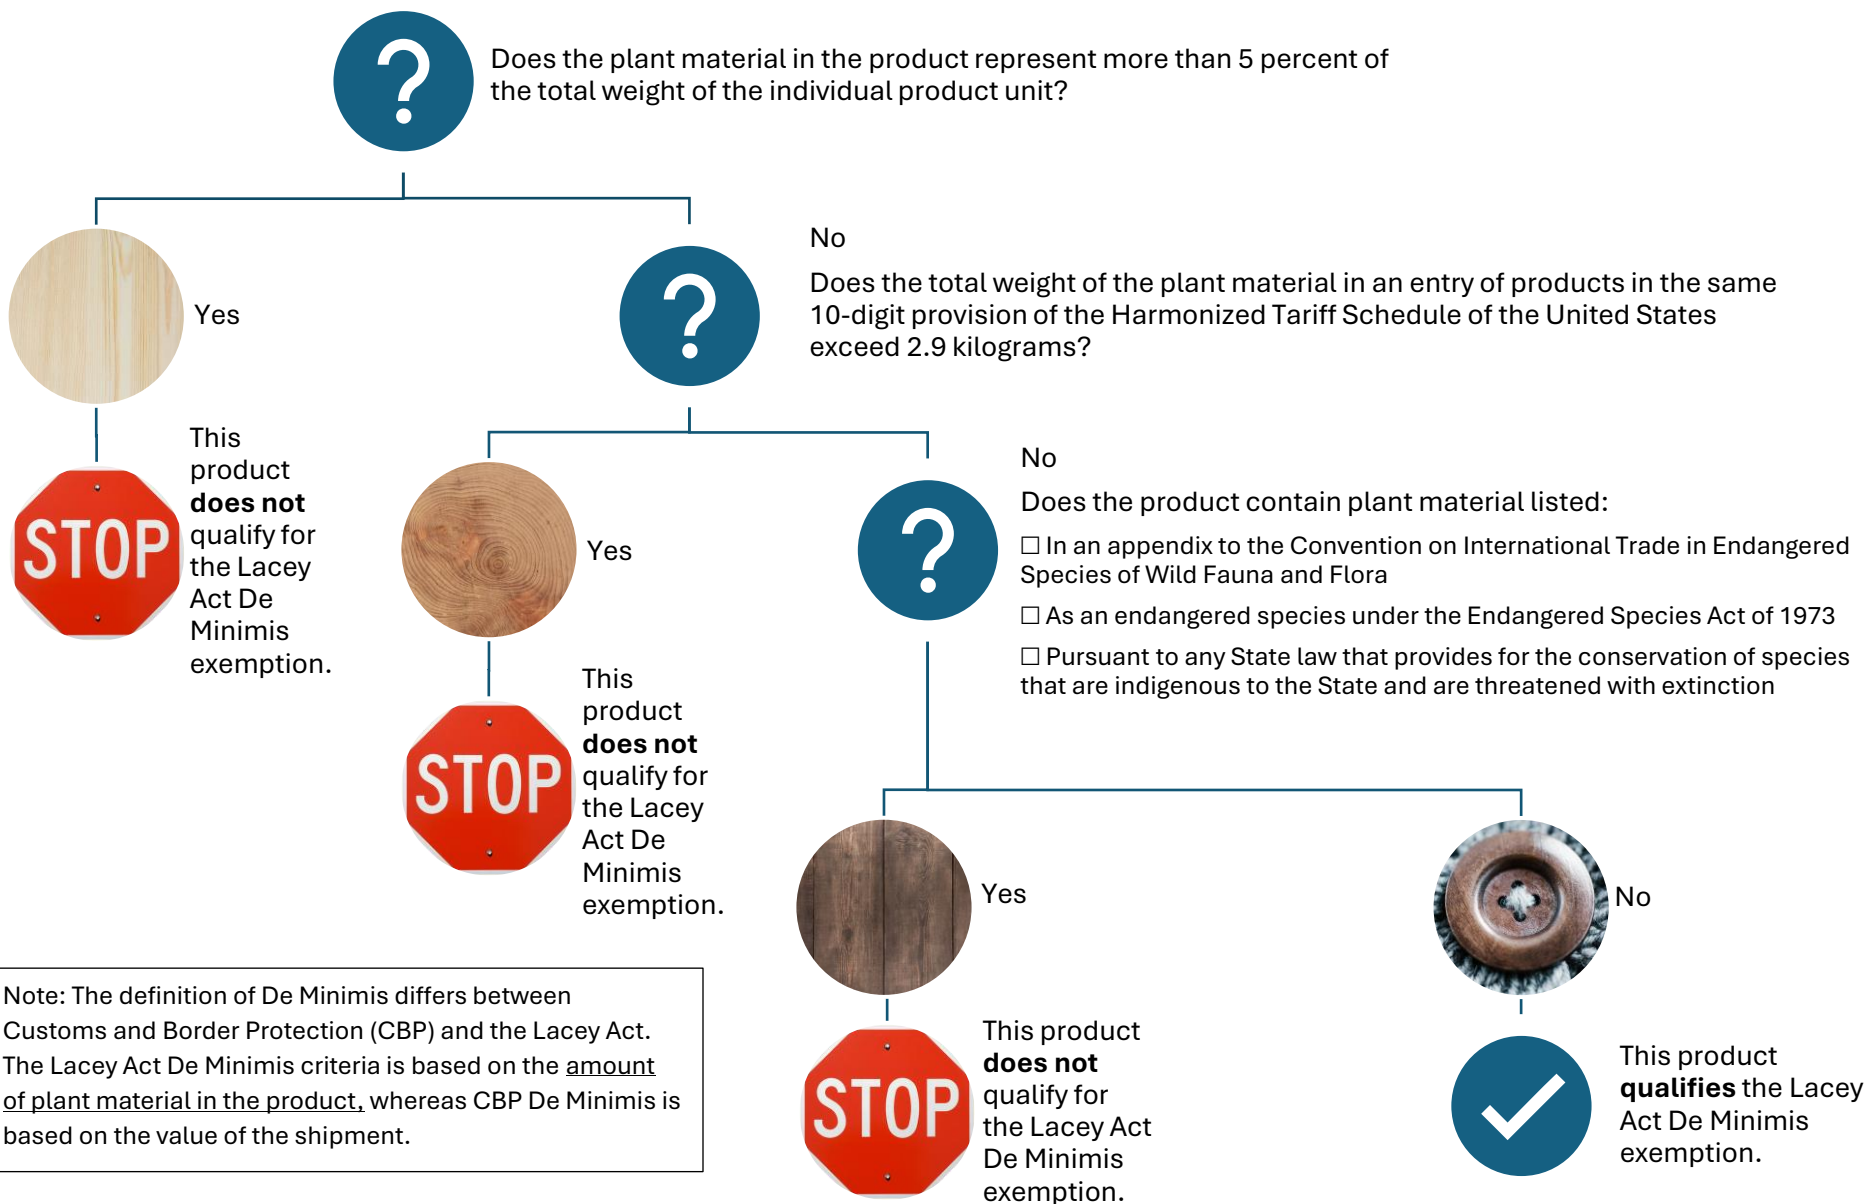 Does the plant material in the product represent more than 5 percent of
the total weight of the individual product unit?
Yes
No
Does the total weight of the plant material in an entry of products in the same
10-digit provision of the Harmonized Tariff Schedule of the United States
exceed 2.9 kilograms?
STOP
This
product
does not
qualify for
the Lacey
Act De
Minimis
exemption.
Yes
No
Does the product contain plant material listed:
☐ In an appendix to the Convention on International Trade in Endangered
Species of Wild Fauna and Flora
☐ As an endangered species under the Endangered Species Act of 1973
☐ Pursuant to any State law that provides for the conservation of species
that are indigenous to the State and are threatened with extinction
STOP
This
product
does not
qualify for
the Lacey
Act De
Minimis
exemption.
Yes
No
STOP
This product
does not
qualify for
the Lacey Act
De Minimis
exemption.
This product
qualifies the Lacey
Act De Minimis
exemption.
Note: The definition of De Minimis differs between
Customs and Border Protection (CBP) and the Lacey Act.
The Lacey Act De Minimis criteria is based on the amount
of plant material in the product, whereas CBP De Minimis is
based on the value of the shipment.